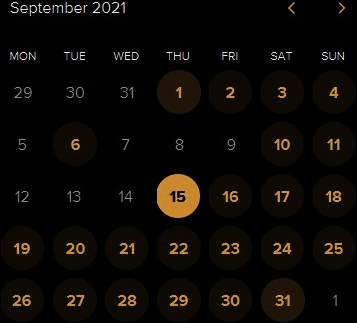 September 2021
MON TUE WED THU FRI SAT SUN
29 30 31 1 2 3 4
5 6 7 8 9 10 11
12 13 14 15 16 17 18
19 20 21 22 23 24 25
26 27 28 29 30 31 1